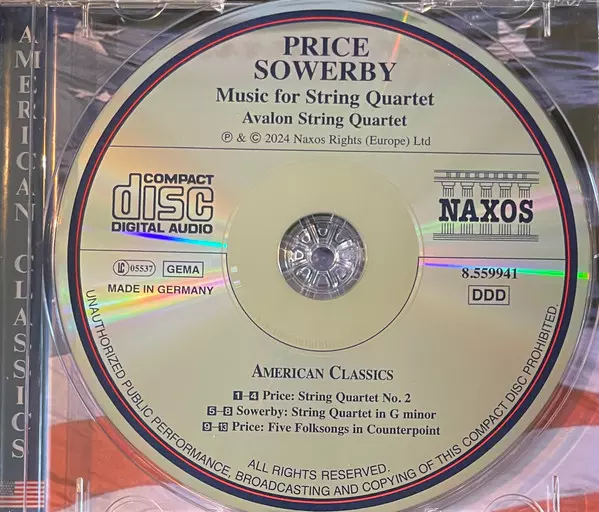 AMERICAN CLASSICS
PRICE
SOWERBY
Music for String Quartet
Avalon String Quartet
℗ & © 2024 Naxos Rights (Europe) Ltd
COMPACT
disc
DIGITAL AUDIO
NAXOS
LC 05537 GEMA
MADE IN GERMANY
8.559941
DDD
AMERICAN CLASSICS
1–4 Price: String Quartet No. 2
5–8 Sowerby: String Quartet in G minor
9–13 Price: Five Folksongs in Counterpoint
ALL RIGHTS RESERVED.
UNAUTHORIZED PUBLIC PERFORMANCE, BROADCASTING AND COPYING OF THIS COMPACT DISC PROHIBITED.